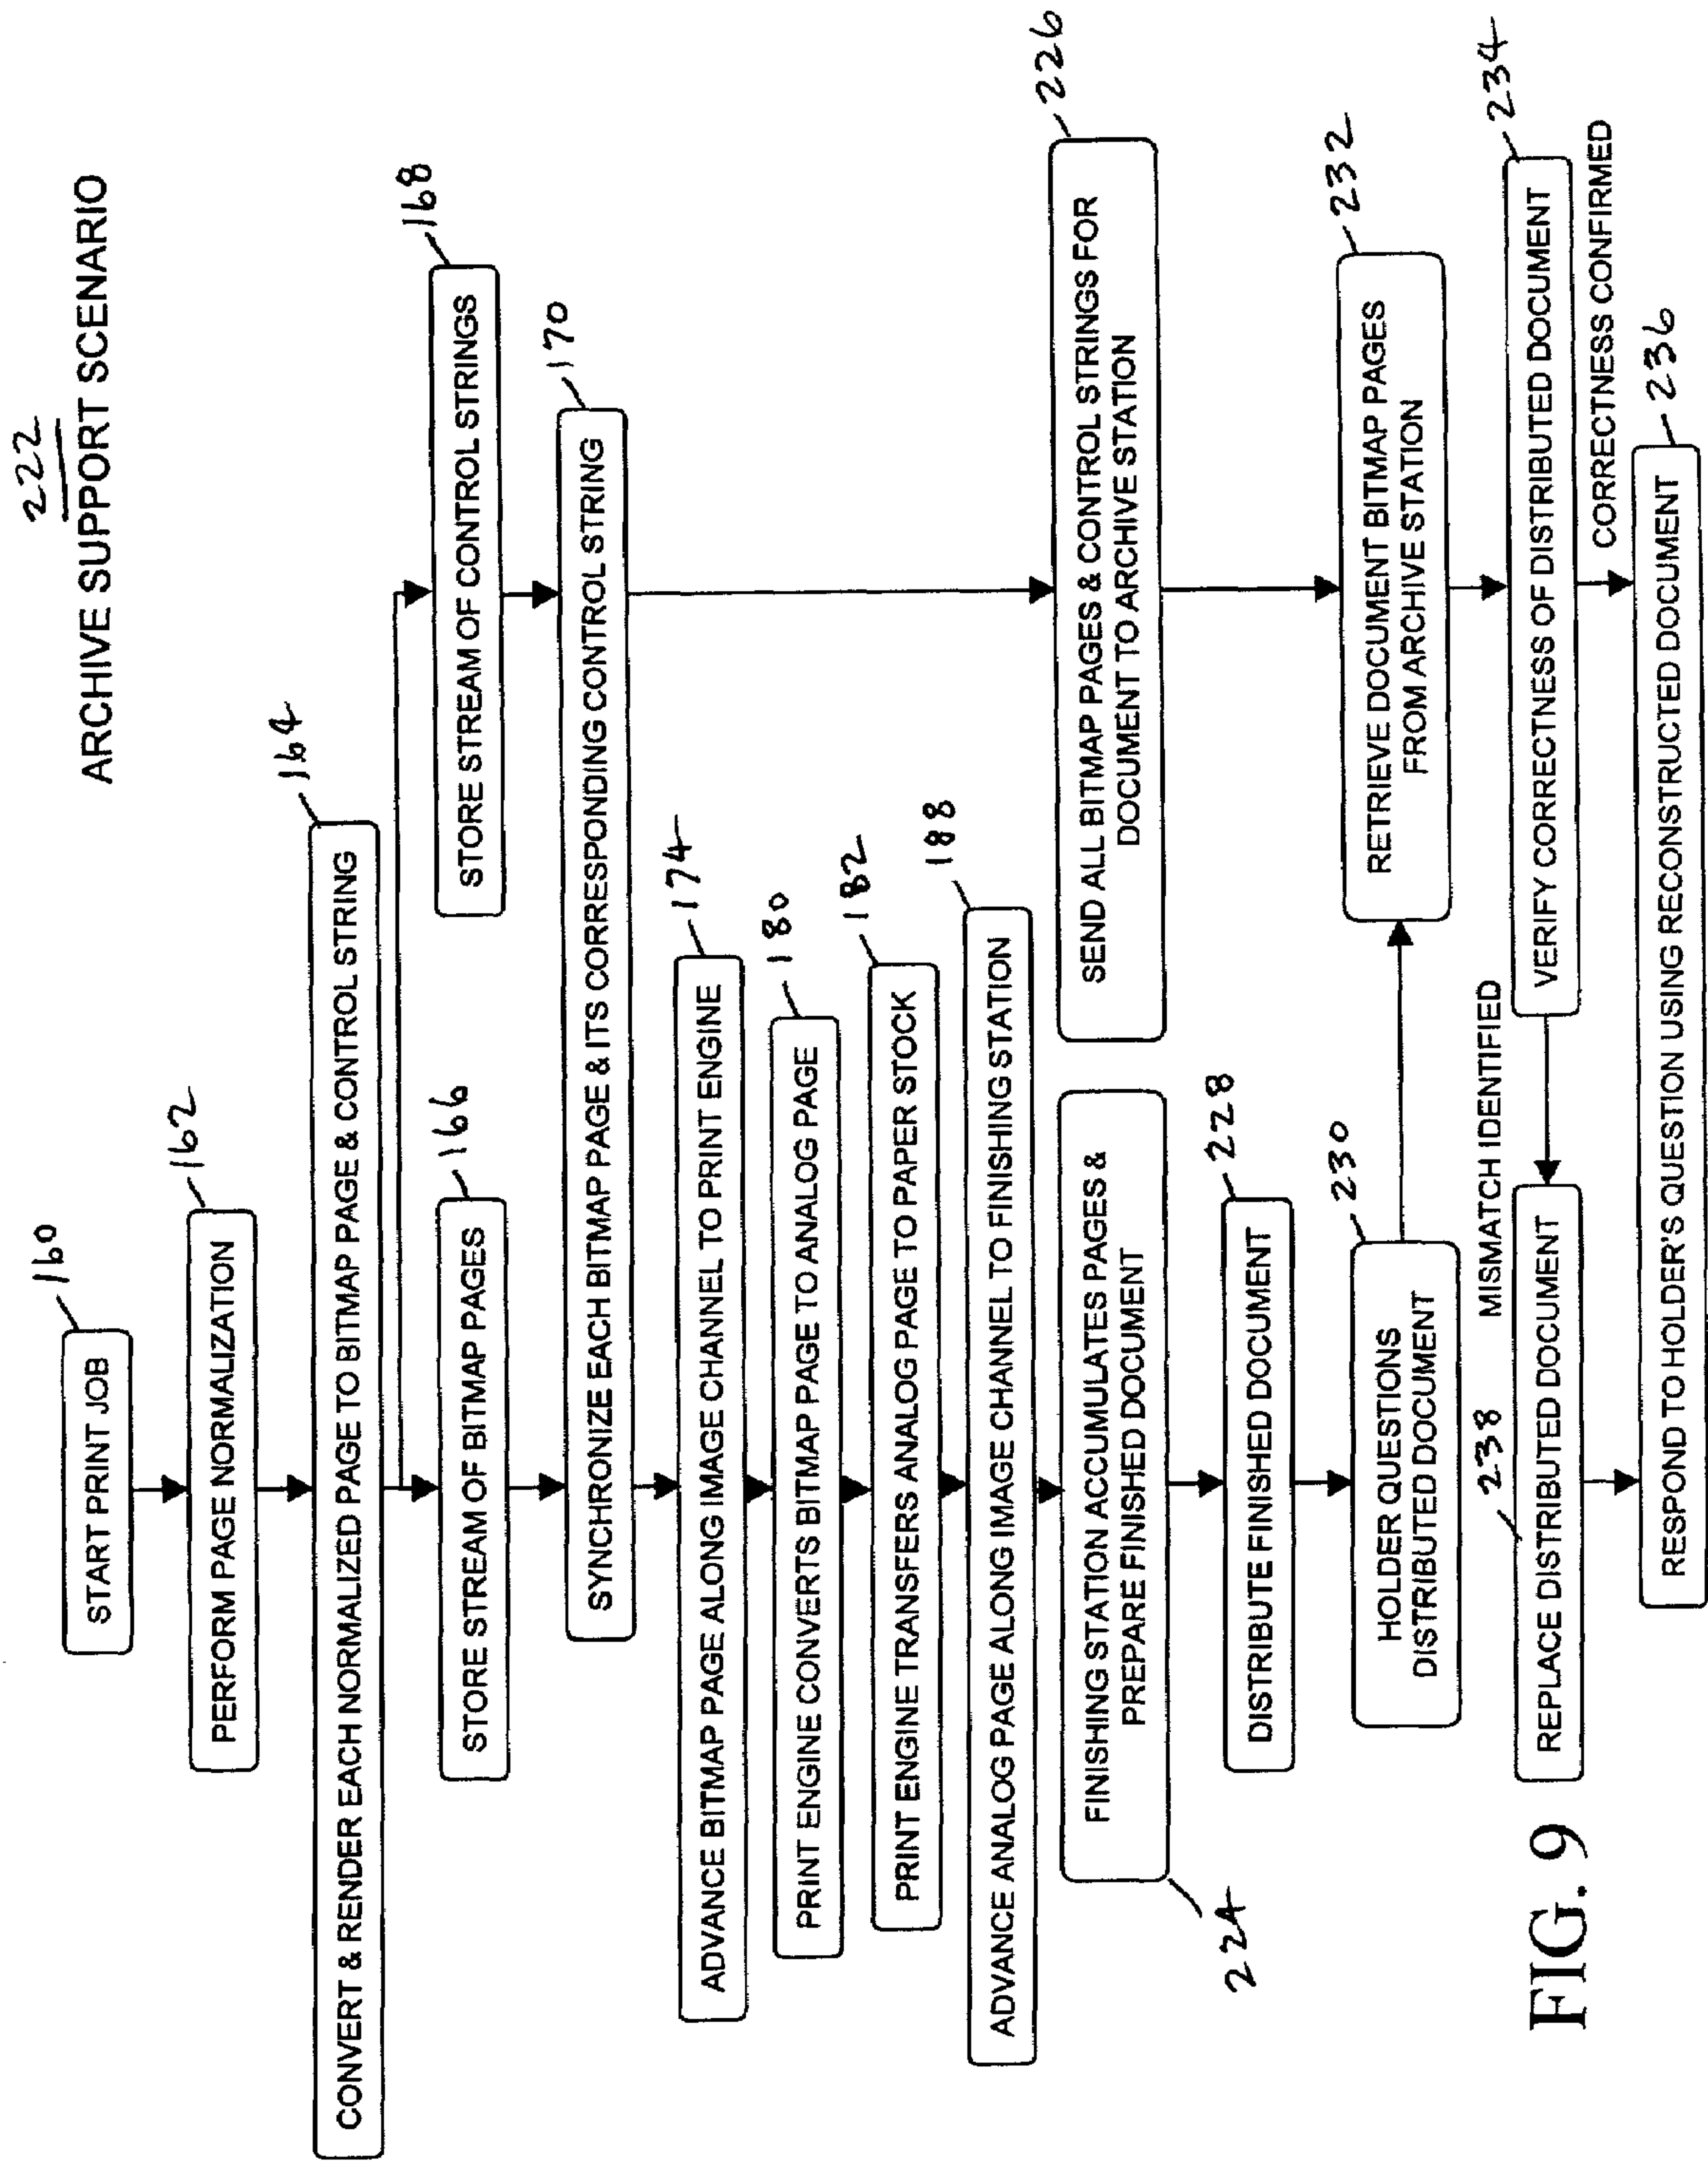 222
ARCHIVE SUPPORT SCENARIO
160
START PRINT JOB
162
PERFORM PAGE NORMALIZATION
164
CONVERT & RENDER EACH NORMALIZED PAGE TO BITMAP PAGE & CONTROL STRING
166
STORE STREAM OF BITMAP PAGES
168
STORE STREAM OF CONTROL STRINGS
170
SYNCHRONIZE EACH BITMAP PAGE & ITS CORRESPONDING CONTROL STRING
174
ADVANCE BITMAP PAGE ALONG IMAGE CHANNEL TO PRINT ENGINE
180
PRINT ENGINE CONVERTS BITMAP PAGE TO ANALOG PAGE
182
PRINT ENGINE TRANSFERS ANALOG PAGE TO PAPER STOCK
188
ADVANCE ANALOG PAGE ALONG IMAGE CHANNEL TO FINISHING STATION
FINISHING STATION ACCUMULATES PAGES &
PREPARE FINISHED DOCUMENT
224
226
SEND ALL BITMAP PAGES & CONTROL STRINGS FOR
DOCUMENT TO ARCHIVE STATION
228
DISTRIBUTE FINISHED DOCUMENT
230
HOLDER QUESTIONS
DISTRIBUTED DOCUMENT
232
RETRIEVE DOCUMENT BITMAP PAGES
FROM ARCHIVE STATION
238
MISMATCH IDENTIFIED
REPLACE DISTRIBUTED DOCUMENT
234
VERIFY CORRECTNESS OF DISTRIBUTED DOCUMENT
CORRECTNESS CONFIRMED
236
RESPOND TO HOLDER'S QUESTION USING RECONSTRUCTED DOCUMENT
FIG. 9